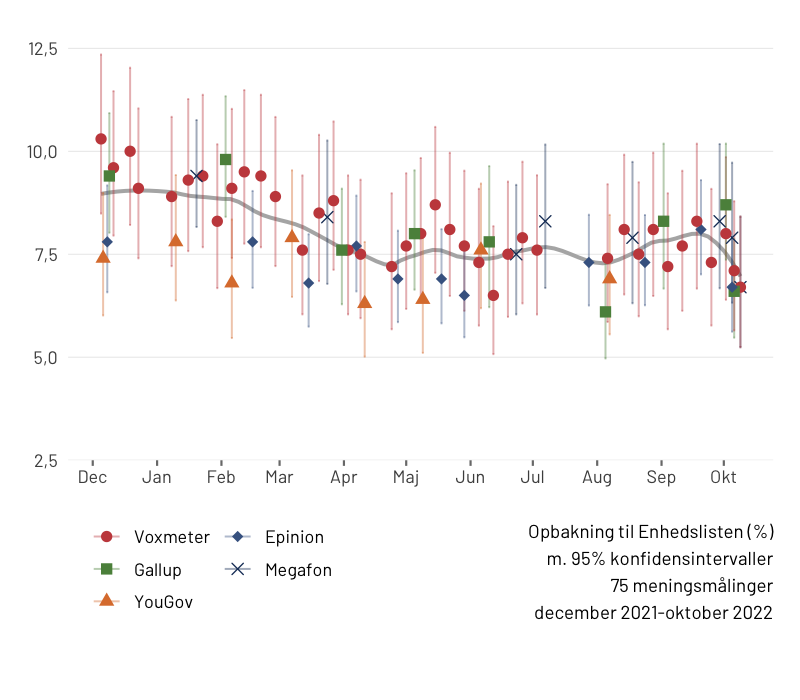 12,5
10,0
7,5
5,0
2,5
Dec Jan Feb Mar Apr Maj Jun Jul Aug Sep Okt
Voxmeter Epinion
Gallup Megafon
YouGov
Opbakning til Enhedslisten (%)
m. 95% konfidensintervaller
75 meningsmålinger
december 2021-oktober 2022